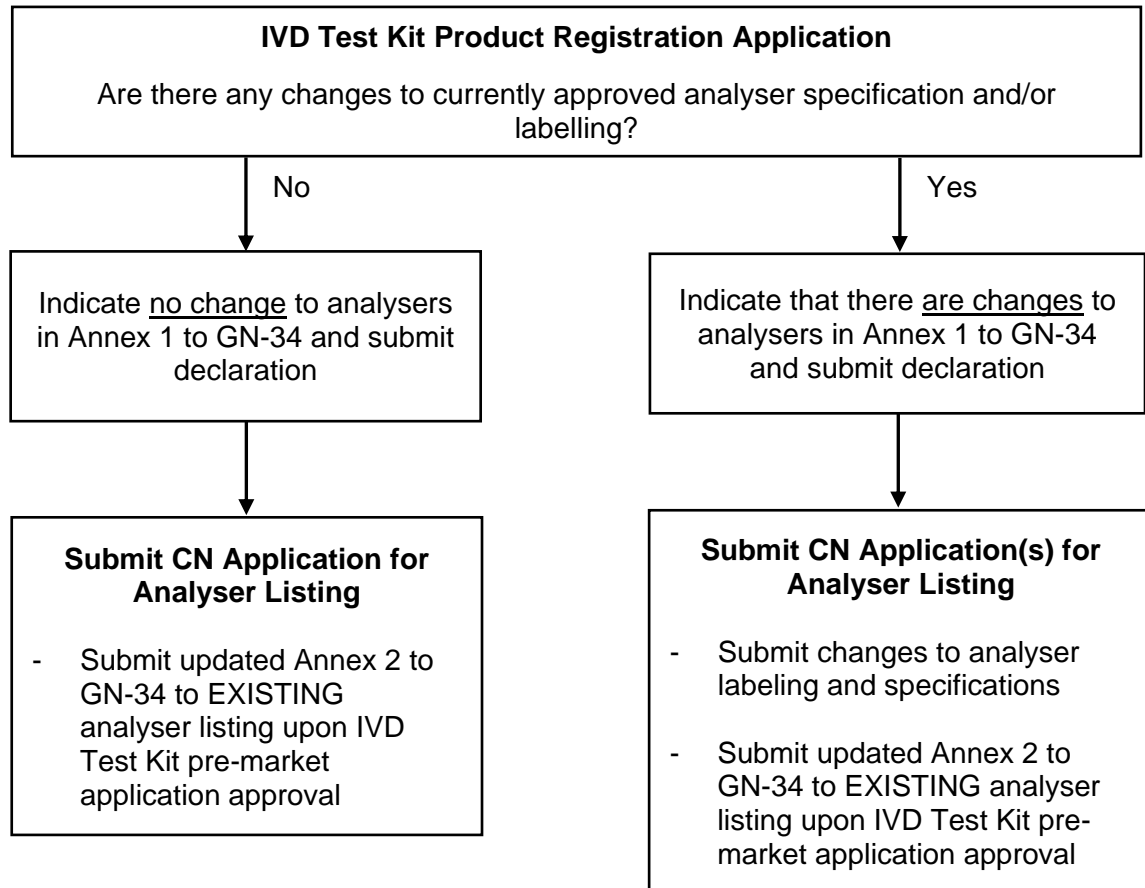 IVD Test Kit Product Registration Application
Are there any changes to currently approved analyser specification and/or
labelling?
No
Yes
Indicate no change to analysers
in Annex 1 to GN-34 and submit
declaration
Indicate that there are changes to
analysers in Annex 1 to GN-34
and submit declaration
Submit CN Application for
Analyser Listing
- Submit updated Annex 2 to
GN-34 to EXISTING
analyser listing upon IVD
Test Kit pre-market
application approval
Submit CN Application(s) for
Analyser Listing
- Submit changes to analyser
labeling and specifications
- Submit updated Annex 2 to
GN-34 to EXISTING analyser
listing upon IVD Test Kit pre-
market application approval